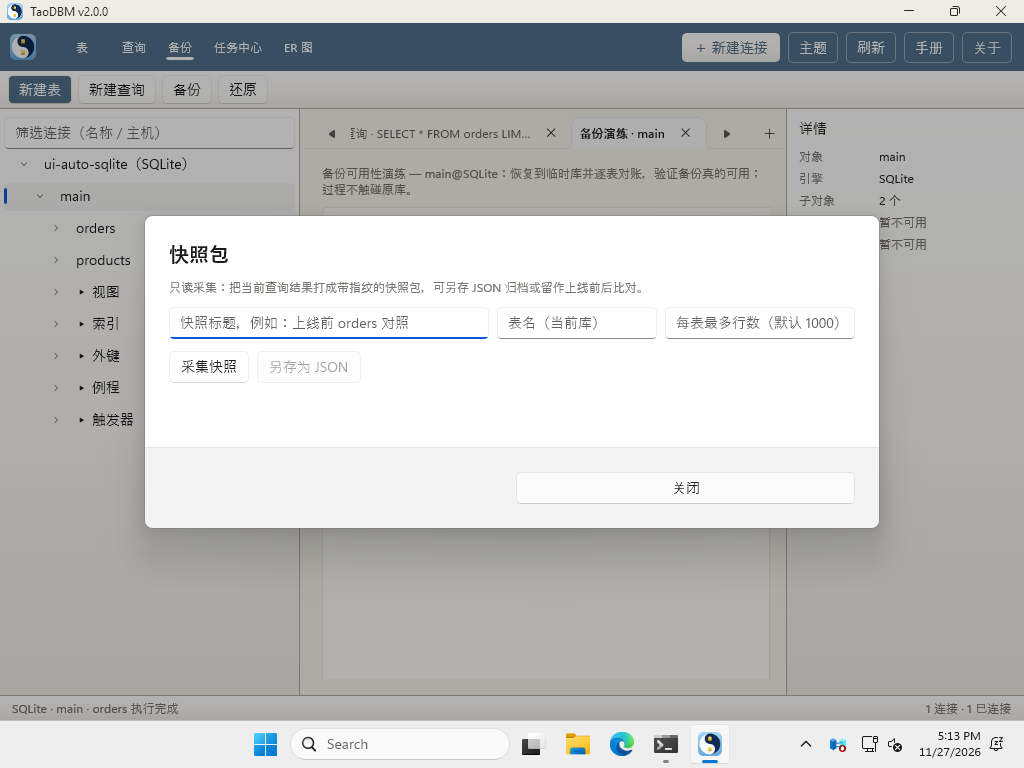 TaoDBM v2.0.0
表
查询
备份
任务中心
ER 图
+ 新建连接
主题
刷新
手册
关于
新建表
新建查询
备份
还原
筛选连接（名称 / 主机）
ui-auto-sqlite（SQLite）
main
orders
products
视图
索引
外键
例程
触发器
查询 · SELECT * FROM orders LIM...
备份演练 · main
备份可用性演练 — main@SQLite：恢复到临时库并逐表对账，验证备份真的可用；
过程不触碰原库。
详情
对象 main
引擎 SQLite
子对象 2 个
暂不可用
暂不可用
快照包
只读采集：把当前查询结果打成带指纹的快照包，可另存 JSON 归档或留作上线前后比对。
快照标题，例如：上线前 orders 对照
表名（当前库）
每表最多行数（默认 1000）
采集快照
另存为 JSON
关闭
SQLite · main · orders 执行完成
1 连接 · 1 已连接
Search
5:13 PM
11/27/2026